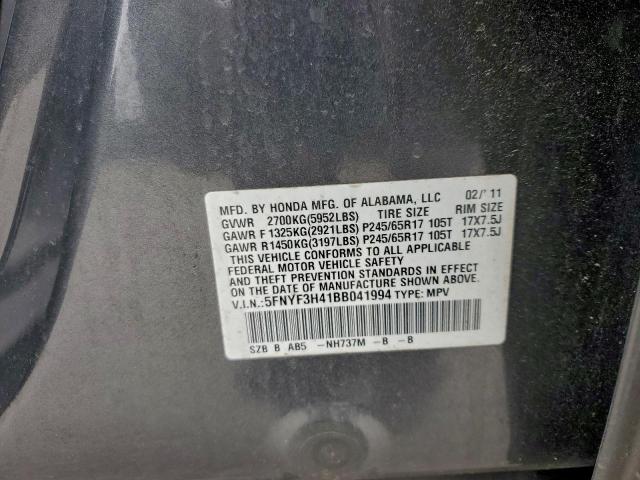 MFD. BY HONDA MFG. OF ALABAMA, LLC 02/'11
GVWR 2700KG(5952LBS) TIRE SIZE RIM SIZE
GAWR F 1325KG(2921LBS) P245/65R17 105T 17X7.5J
GAWR R1450KG(3197LBS) P245/65R17 105T 17X7.5J
THIS VEHICLE CONFORMS TO ALL APPLICABLE
FEDERAL MOTOR VEHICLE SAFETY
AND THEFT PREVENTION STANDARDS IN EFFECT ON
THE DATE OF MANUFACTURE SHOWN ABOVE.
V.I.N.: 5FNYF3H41BB041994 TYPE: MPV
SZB B AB5 -NH737M -B -B